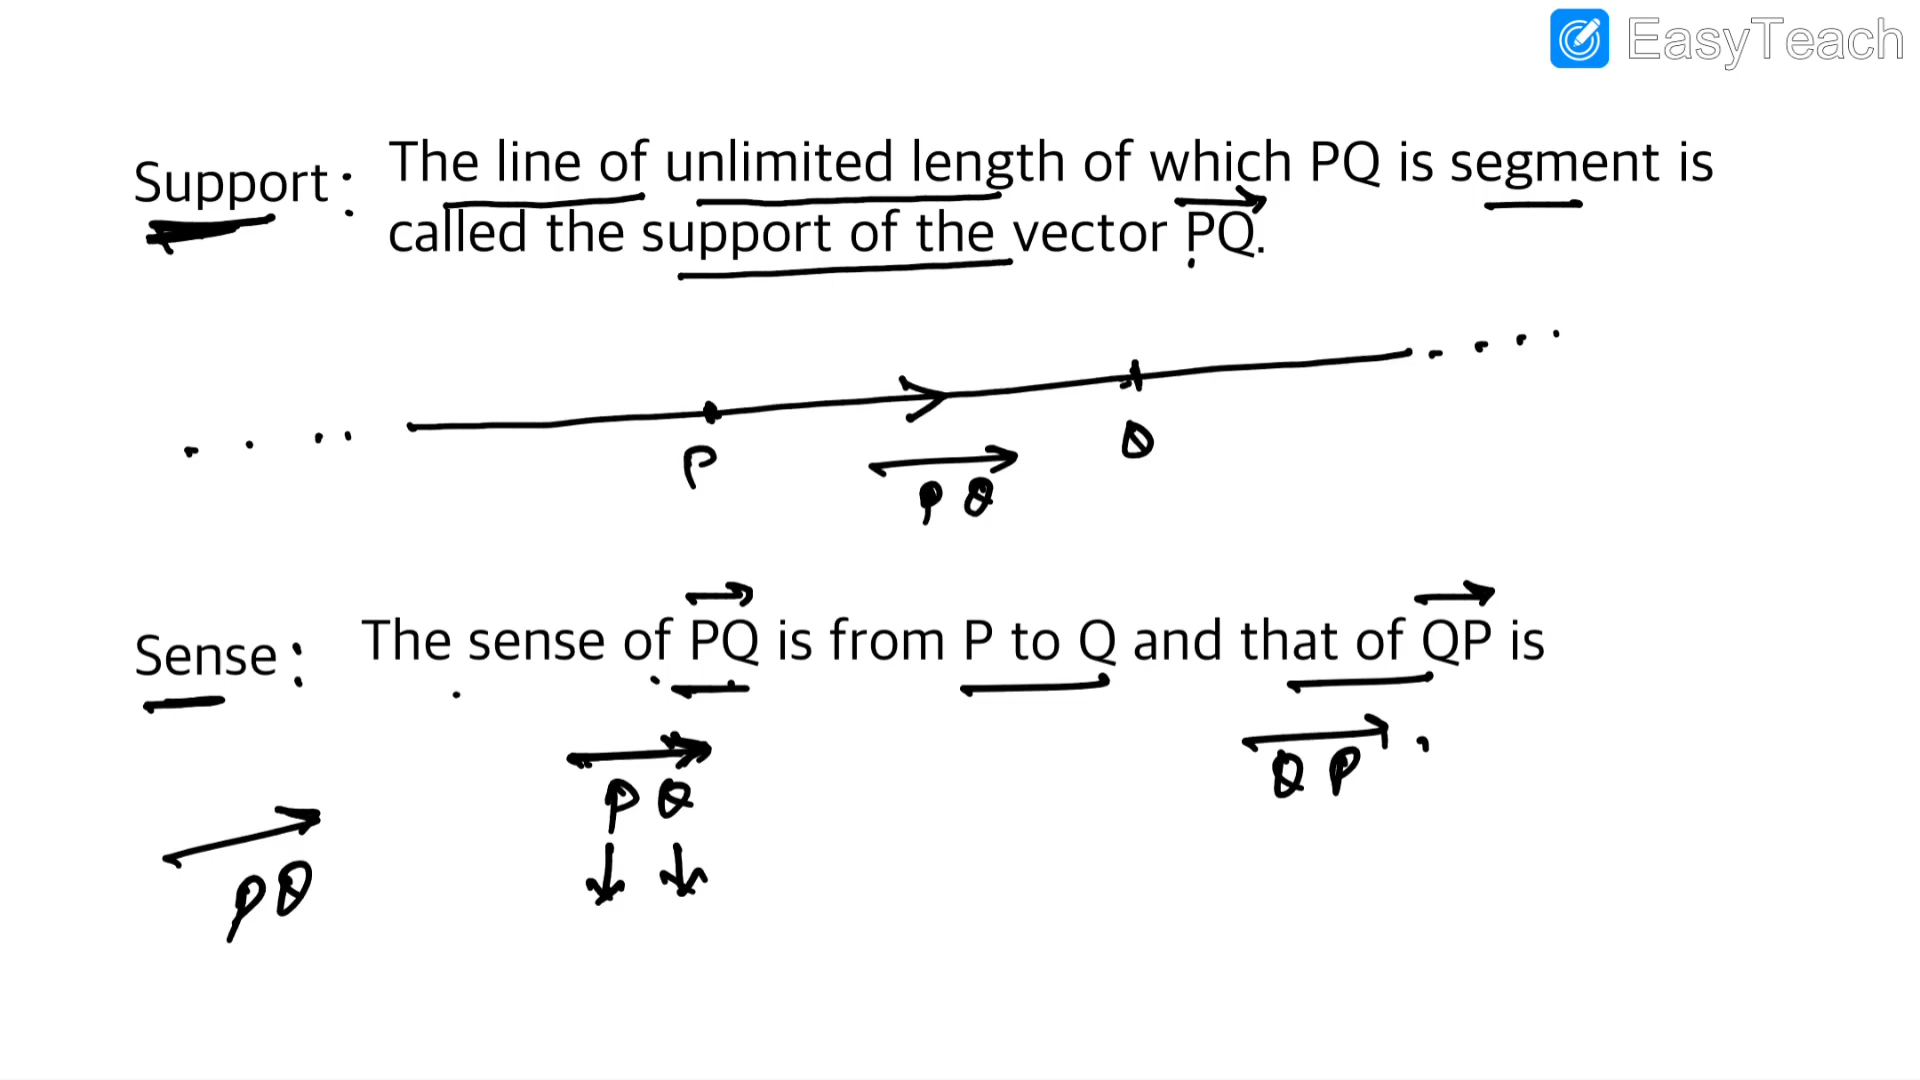 EasyTeach
Support : The line of unlimited length of which PQ is segment is
called the support of the vector PQ.
P
Q
PQ
Sense : The sense of PQ is from P to Q and that of QP is
PQ
QP
PQ